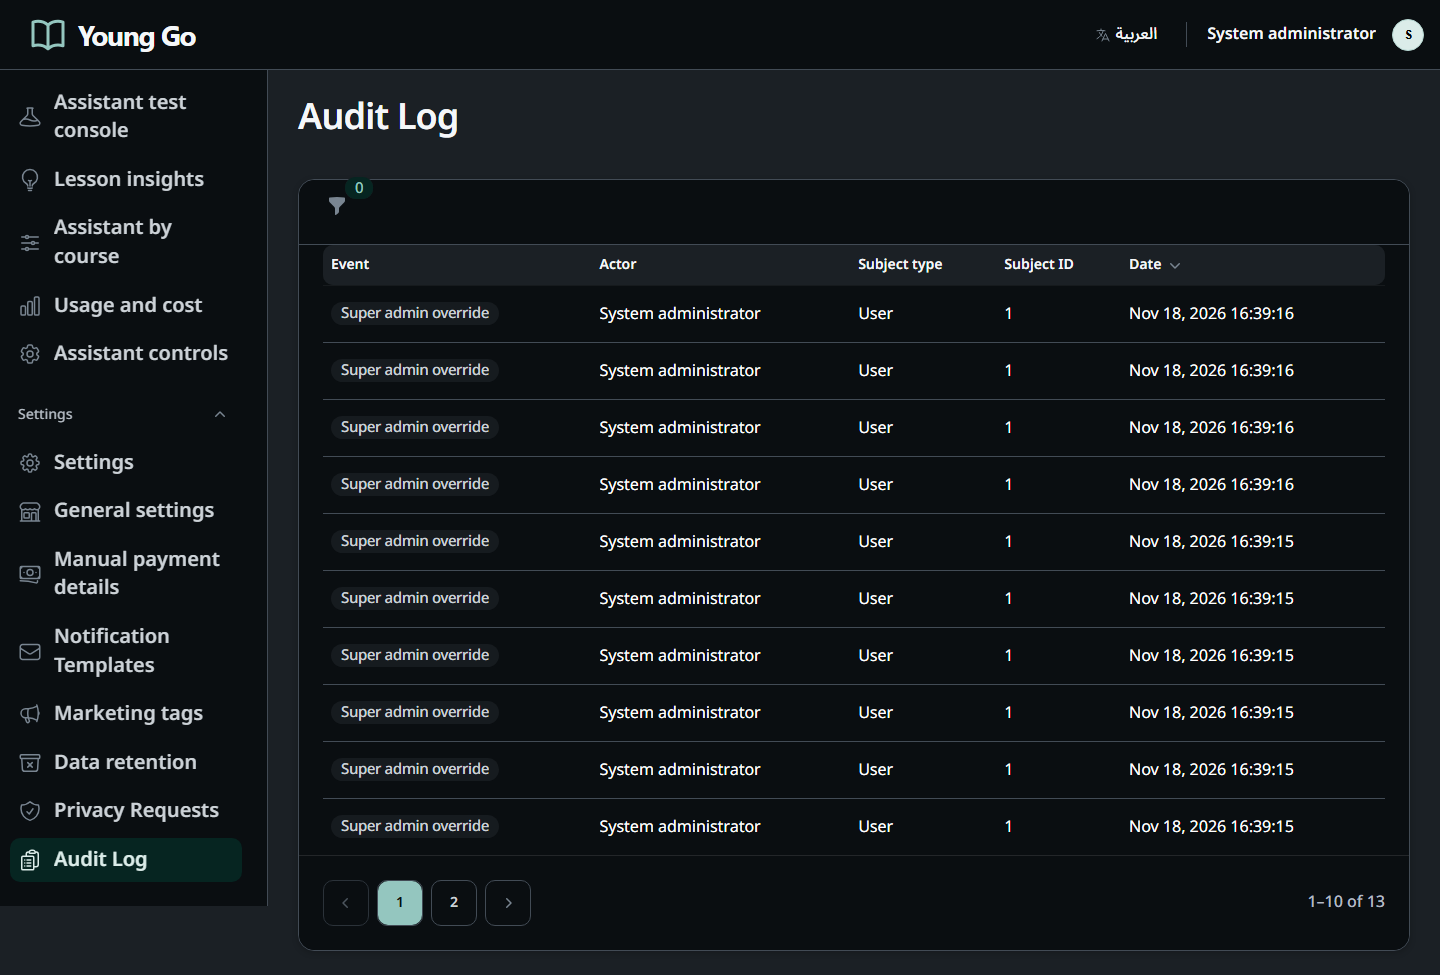 Young Go
العربية
System administrator
S
Assistant test
console
Lesson insights
Assistant by
course
Usage and cost
Assistant controls
Settings
Settings
General settings
Manual payment
details
Notification
Templates
Marketing tags
Data retention
Privacy Requests
Audit Log
Audit Log
0
Event Actor Subject type Subject ID Date
Super admin override System administrator User 1 Nov 18, 2026 16:39:16
Super admin override System administrator User 1 Nov 18, 2026 16:39:16
Super admin override System administrator User 1 Nov 18, 2026 16:39:16
Super admin override System administrator User 1 Nov 18, 2026 16:39:16
Super admin override System administrator User 1 Nov 18, 2026 16:39:15
Super admin override System administrator User 1 Nov 18, 2026 16:39:15
Super admin override System administrator User 1 Nov 18, 2026 16:39:15
Super admin override System administrator User 1 Nov 18, 2026 16:39:15
Super admin override System administrator User 1 Nov 18, 2026 16:39:15
Super admin override System administrator User 1 Nov 18, 2026 16:39:15
1 2 1–10 of 13